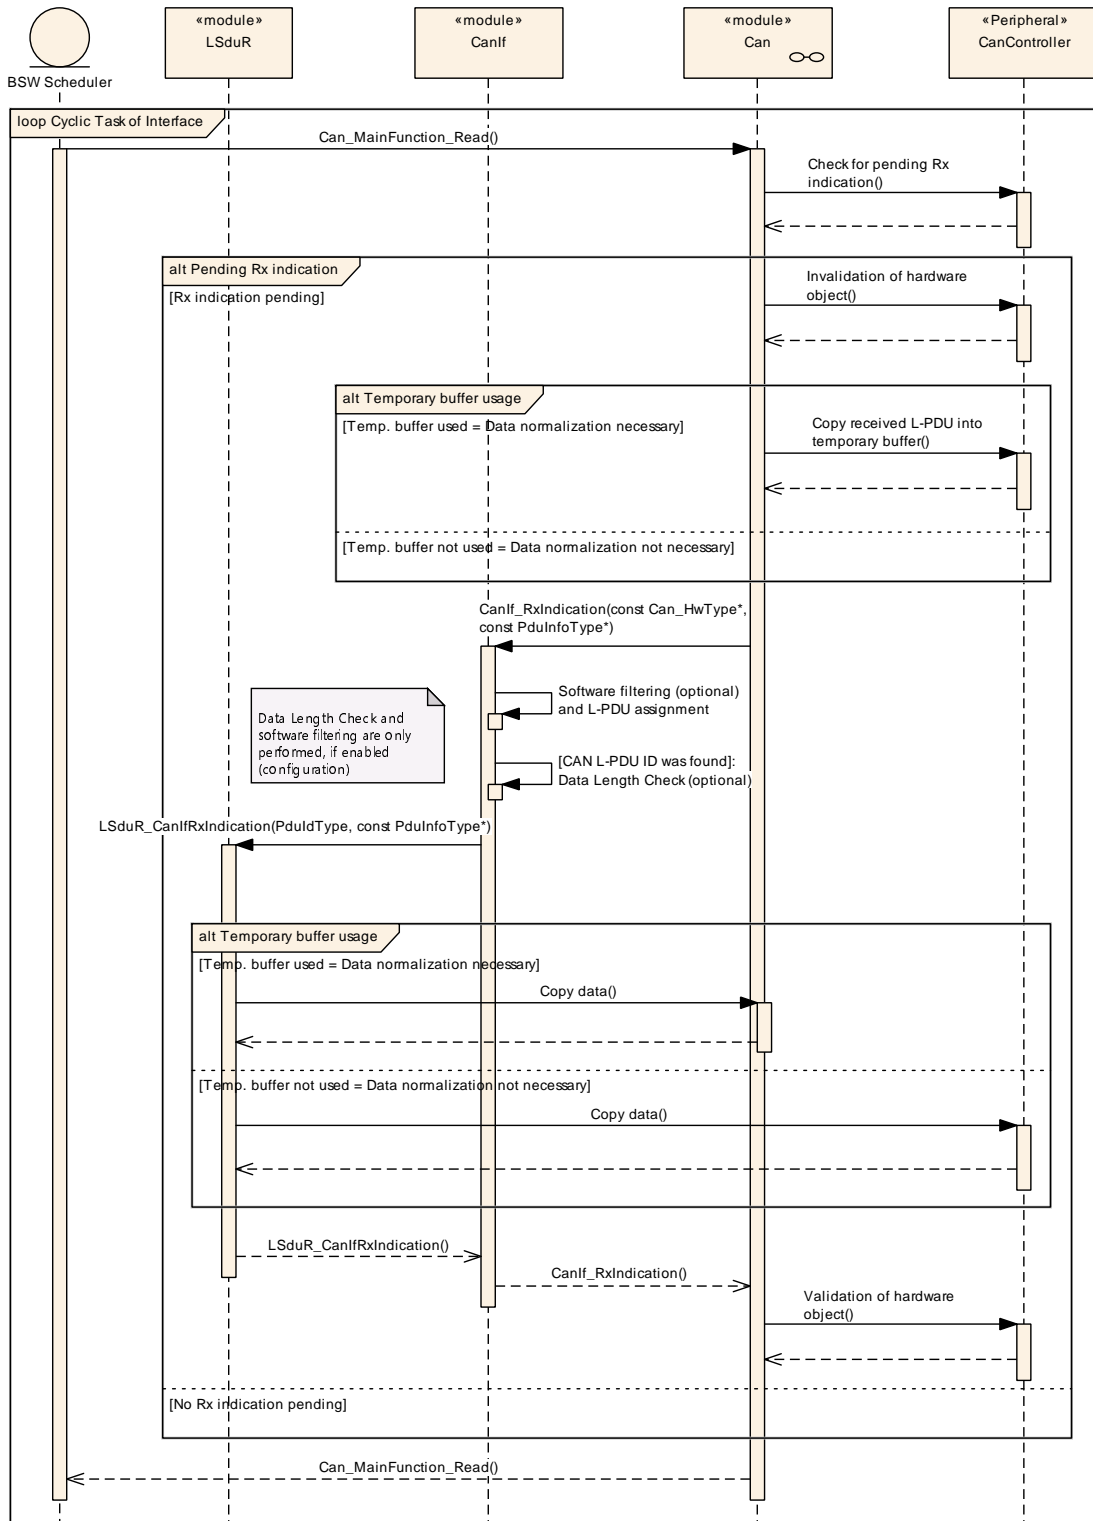 «module»
LSduR
«module»
CanIf
«module»
Can
«Peripheral»
CanController
BSW Scheduler
loop Cyclic Task of Interface
Can_MainFunction_Read()
Check for pending Rx
indication()
alt Pending Rx indication
[Rx indication pending]
Invalidation of hardware
object()
alt Temporary buffer usage
[Temp. buffer used = Data normalization necessary]
Copy received L-PDU into
temporary buffer()
[Temp. buffer not used = Data normalization not necessary]
CanIf_RxIndication(const Can_HwType*,
const PduInfoType*)
Software filtering (optional)
and L-PDU assignment
Data Length Check and
software filtering are only
performed, if enabled
(configuration)
[CAN L-PDU ID was found]:
Data Length Check (optional)
LSduR_CanIfRxIndication(PduIdType, const PduInfoType*)
alt Temporary buffer usage
[Temp. buffer used = Data normalization necessary]
Copy data()
[Temp. buffer not used = Data normalization not necessary]
Copy data()
LSduR_CanIfRxIndication()
CanIf_RxIndication()
Validation of hardware
object()
[No Rx indication pending]
Can_MainFunction_Read()